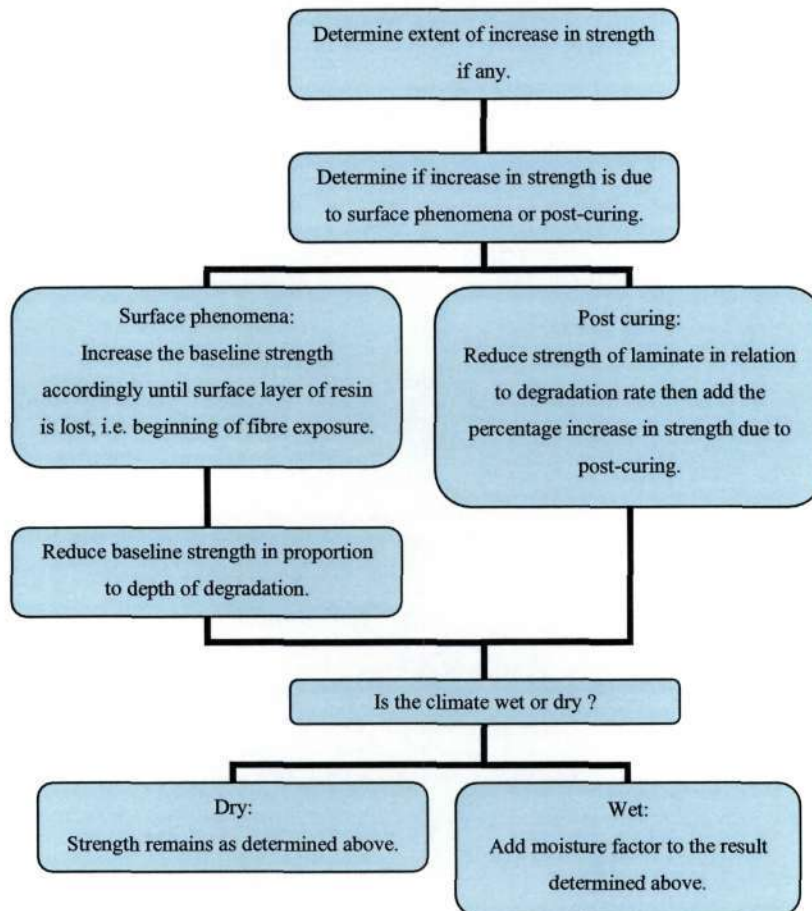 Determine extent of increase in strength
if any.
Determine if increase in strength is due
to surface phenomena or post-curing.
Surface phenomena:
Increase the baseline strength
accordingly until surface layer of resin
is lost, i.e. beginning of fibre exposure.
Post curing:
Reduce strength of laminate in relation
to degradation rate then add the
percentage increase in strength due to
post-curing.
Reduce baseline strength in proportion
to depth of degradation.
Is the climate wet or dry ?
Dry:
Strength remains as determined above.
Wet:
Add moisture factor to the result
determined above.